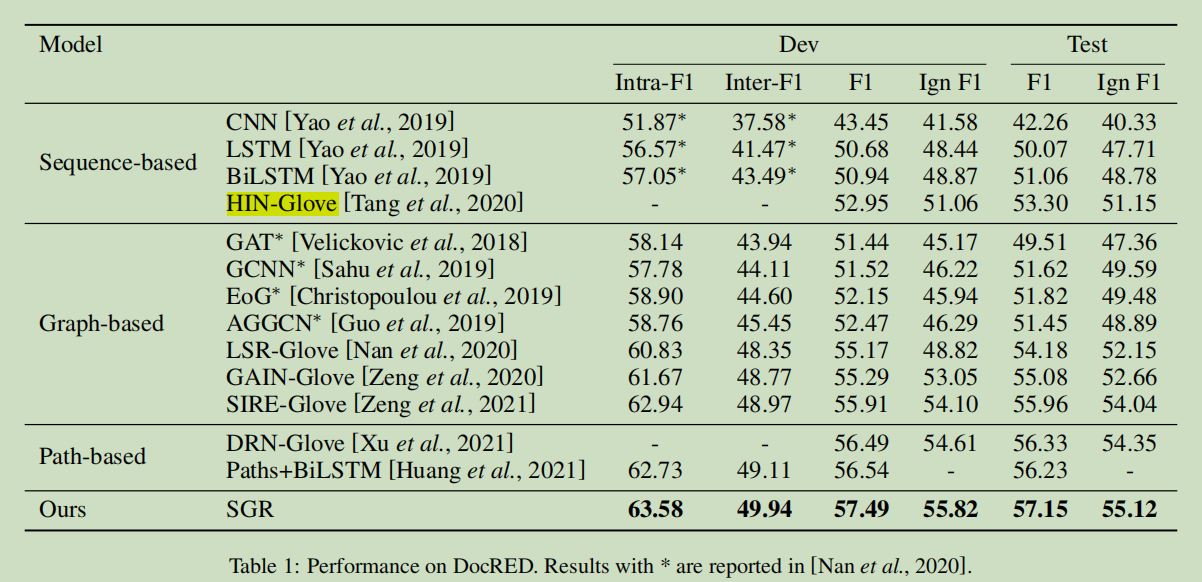 Model Dev Test
Intra-F1 Inter-F1 F1 Ign F1 F1 Ign F1
CNN [Yao et al., 2019] 51.87* 37.58* 43.45 41.58 42.26 40.33
LSTM [Yao et al., 2019] 56.57* 41.47* 50.68 48.44 50.07 47.71
Sequence-based
BiLSTM [Yao et al., 2019] 57.05* 43.49* 50.94 48.87 51.06 48.78
HIN-Glove [Tang et al., 2020] - - 52.95 51.06 53.30 51.15
GAT* [Velickovic et al., 2018] 58.14 43.94 51.44 45.17 49.51 47.36
GCNN* [Sahu et al., 2019] 57.78 44.11 51.52 46.22 51.62 49.59
EoG* [Christopoulou et al., 2019] 58.90 44.60 52.15 45.94 51.82 49.48
Graph-based AGGCN* [Guo et al., 2019] 58.76 45.45 52.47 46.29 51.45 48.89
LSR-Glove [Nan et al., 2020] 60.83 48.35 55.17 48.82 54.18 52.15
GAIN-Glove [Zeng et al., 2020] 61.67 48.77 55.29 53.05 55.08 52.66
SIRE-Glove [Zeng et al., 2021] 62.94 48.97 55.91 54.10 55.96 54.04
DRN-Glove [Xu et al., 2021] - - 56.49 54.61 56.33 54.35
Path-based
Paths+BiLSTM [Huang et al., 2021] 62.73 49.11 56.54 - 56.23 -
Ours SGR 63.58 49.94 57.49 55.82 57.15 55.12
Table 1: Performance on DocRED. Results with * are reported in [Nan et al., 2020].